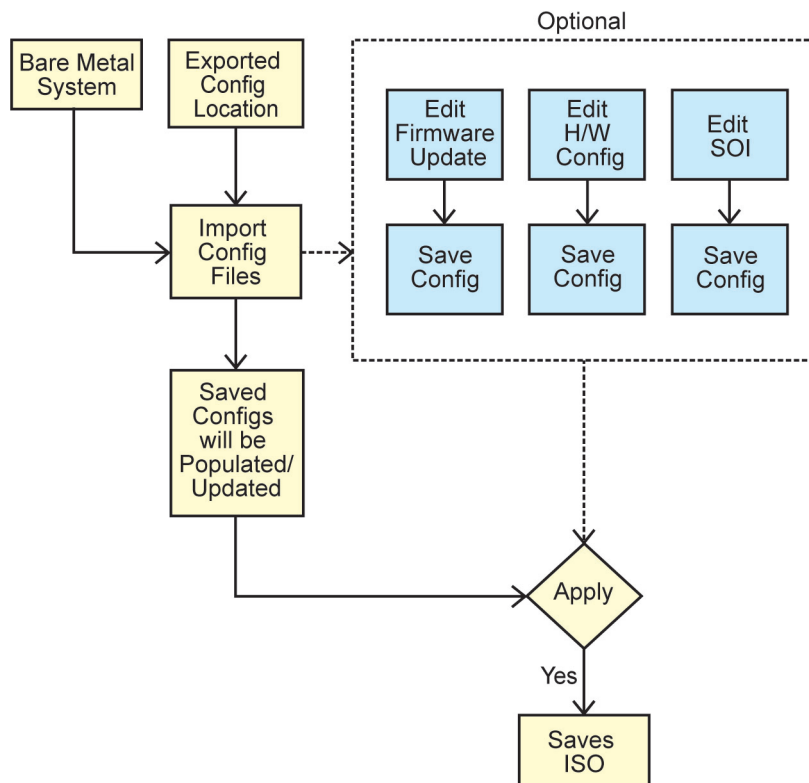 Optional
Bare Metal
System
Exported
Config
Location
Edit
Firmware
Update
Edit
H/W
Config
Edit
SOI
Import
Config
Files
Save
Config
Save
Config
Save
Config
Saved
Configs
will be
Populated/
Updated
Apply
Yes
Saves
ISO